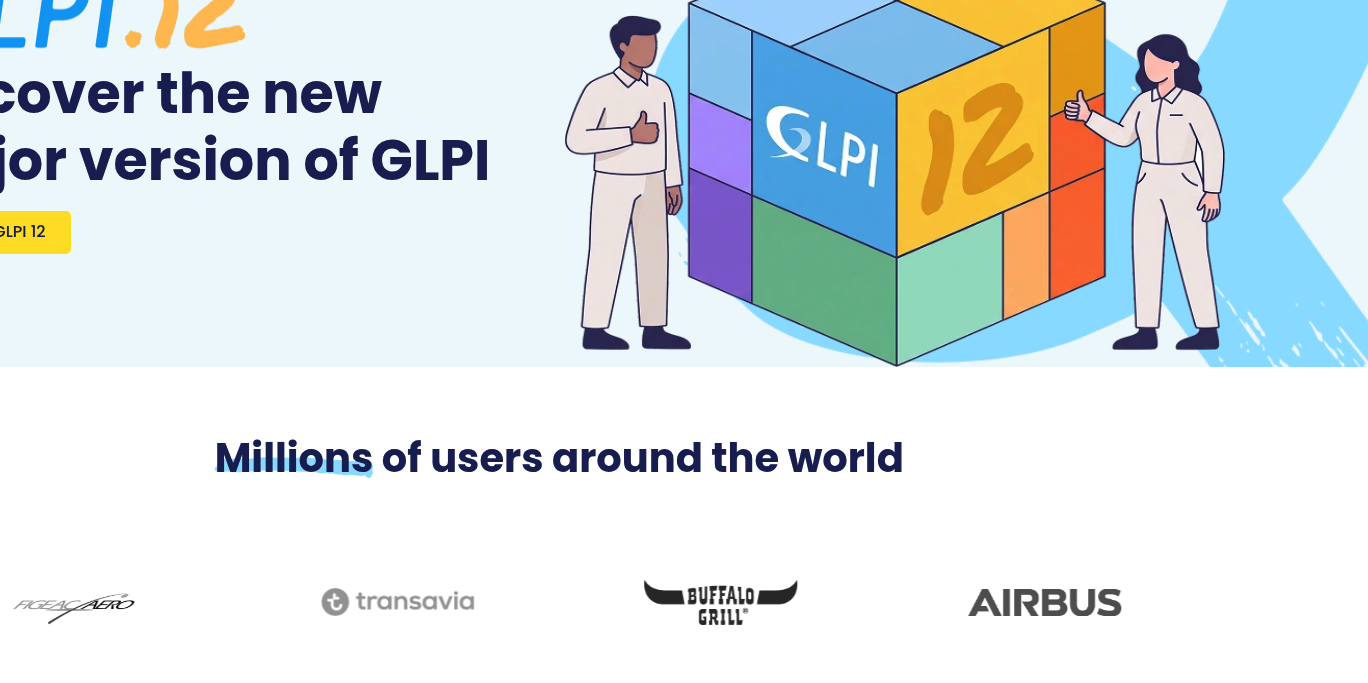 LPI.12
cover the new
jor version of GLPI
GLPI 12
GLPI
12
Millions of users around the world
FIGEAC AERO
transavia
BUFFALO
GRILL®
AIRBUS